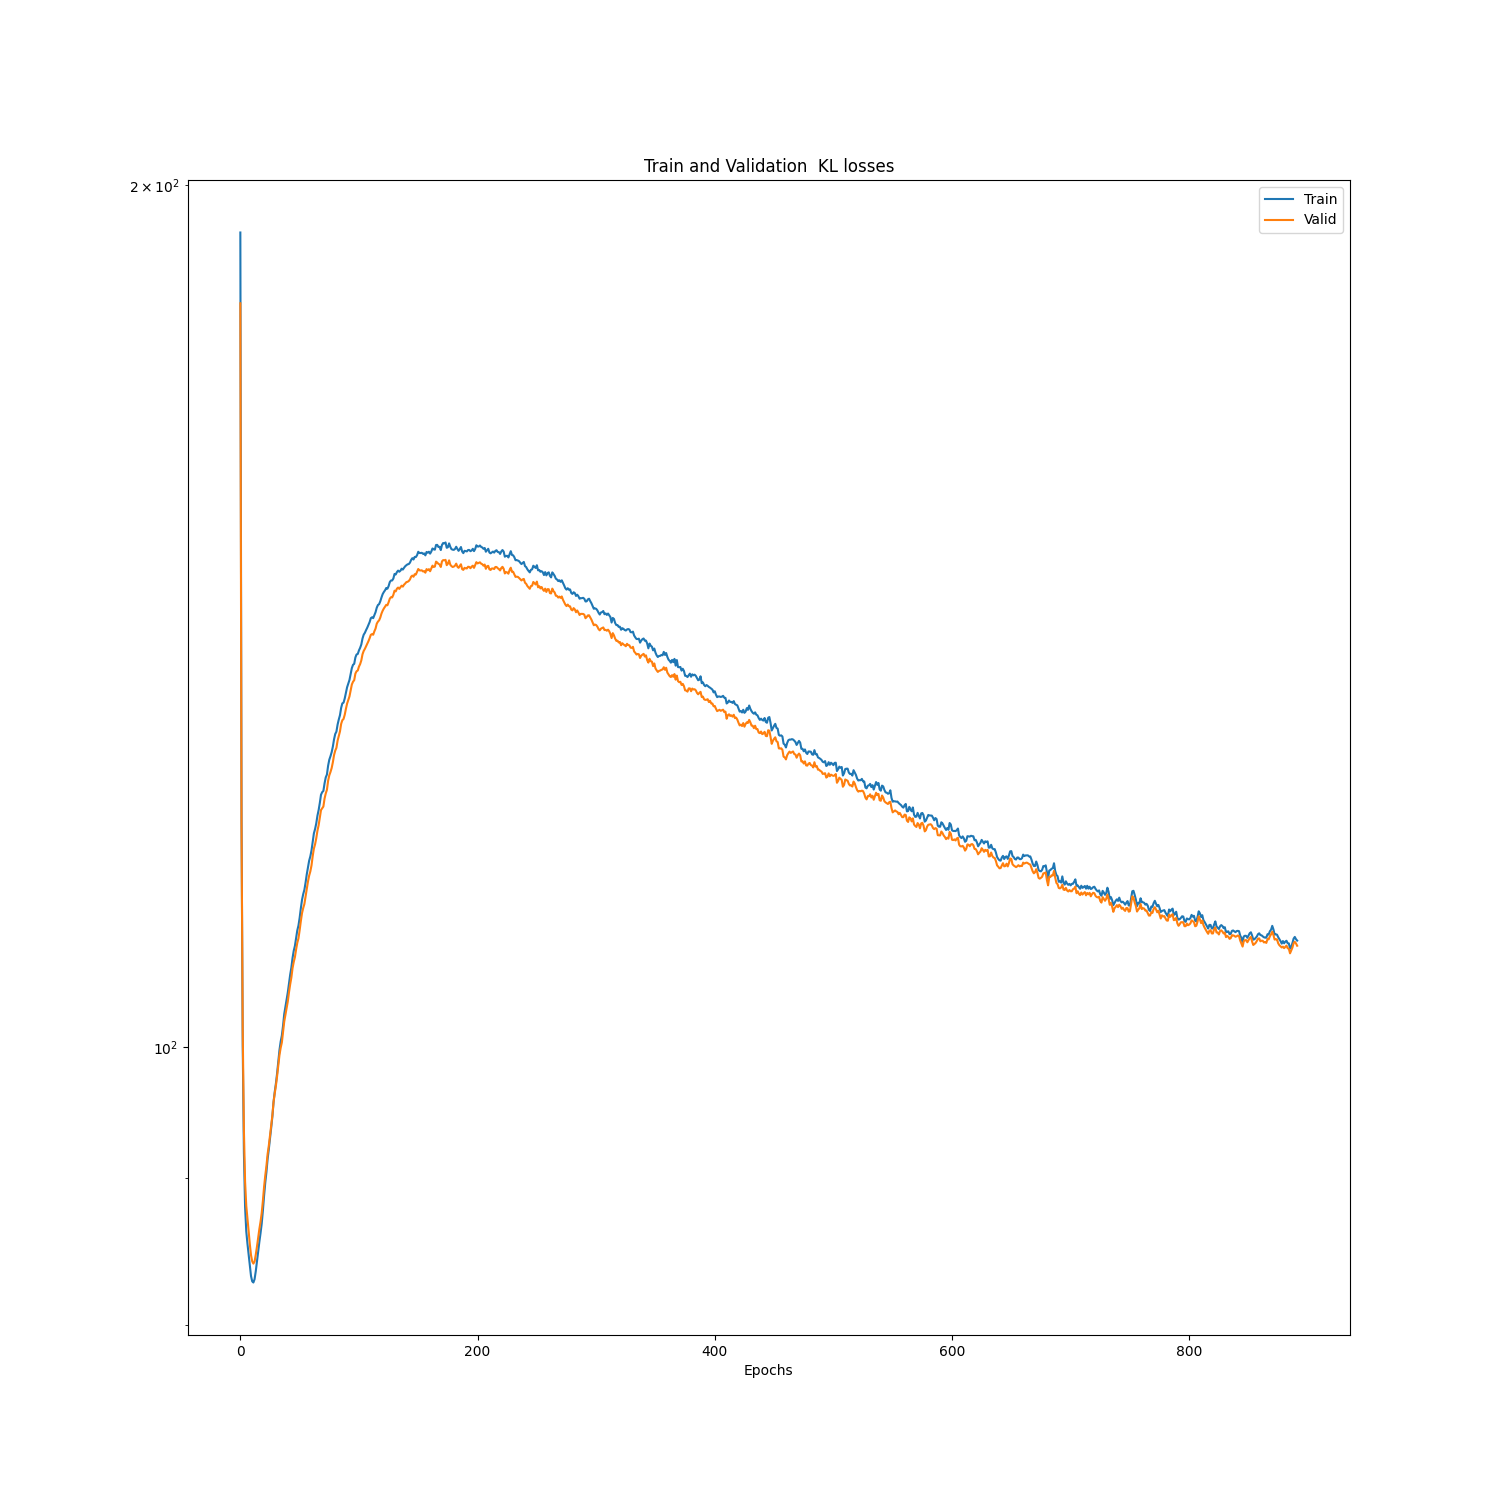 Train and Validation  KL losses
2 × 10²
Train
Valid
10²
0 200 400 600 800
Epochs